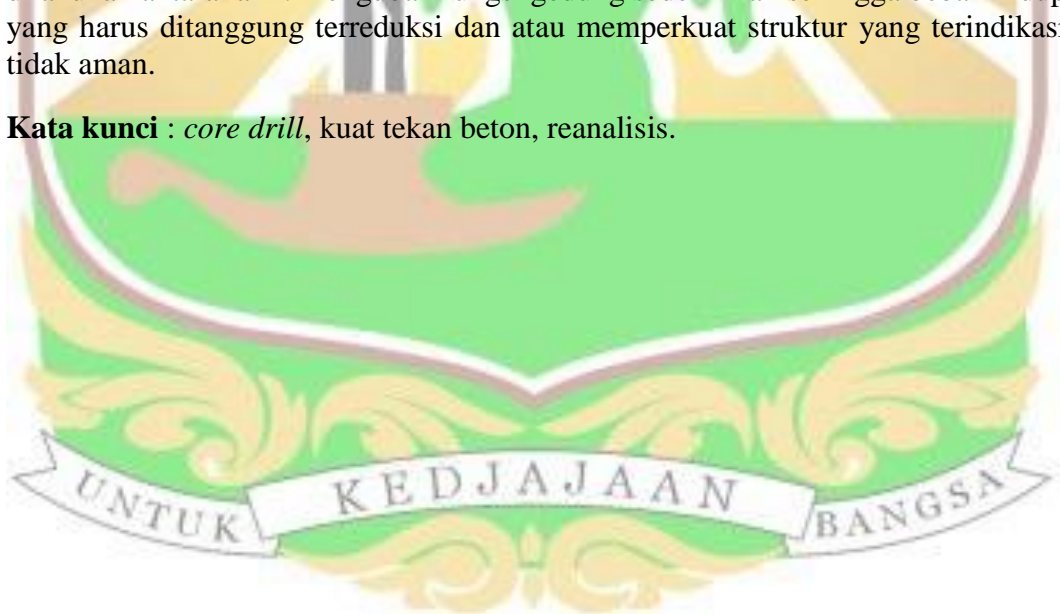 yang harus ditanggung terreduksi dan atau memperkuat struktur yang terindikasi
tidak aman.
Kata kunci : core drill, kuat tekan beton, reanalisis.
UNTUK KEDJAJAAN BANGSA